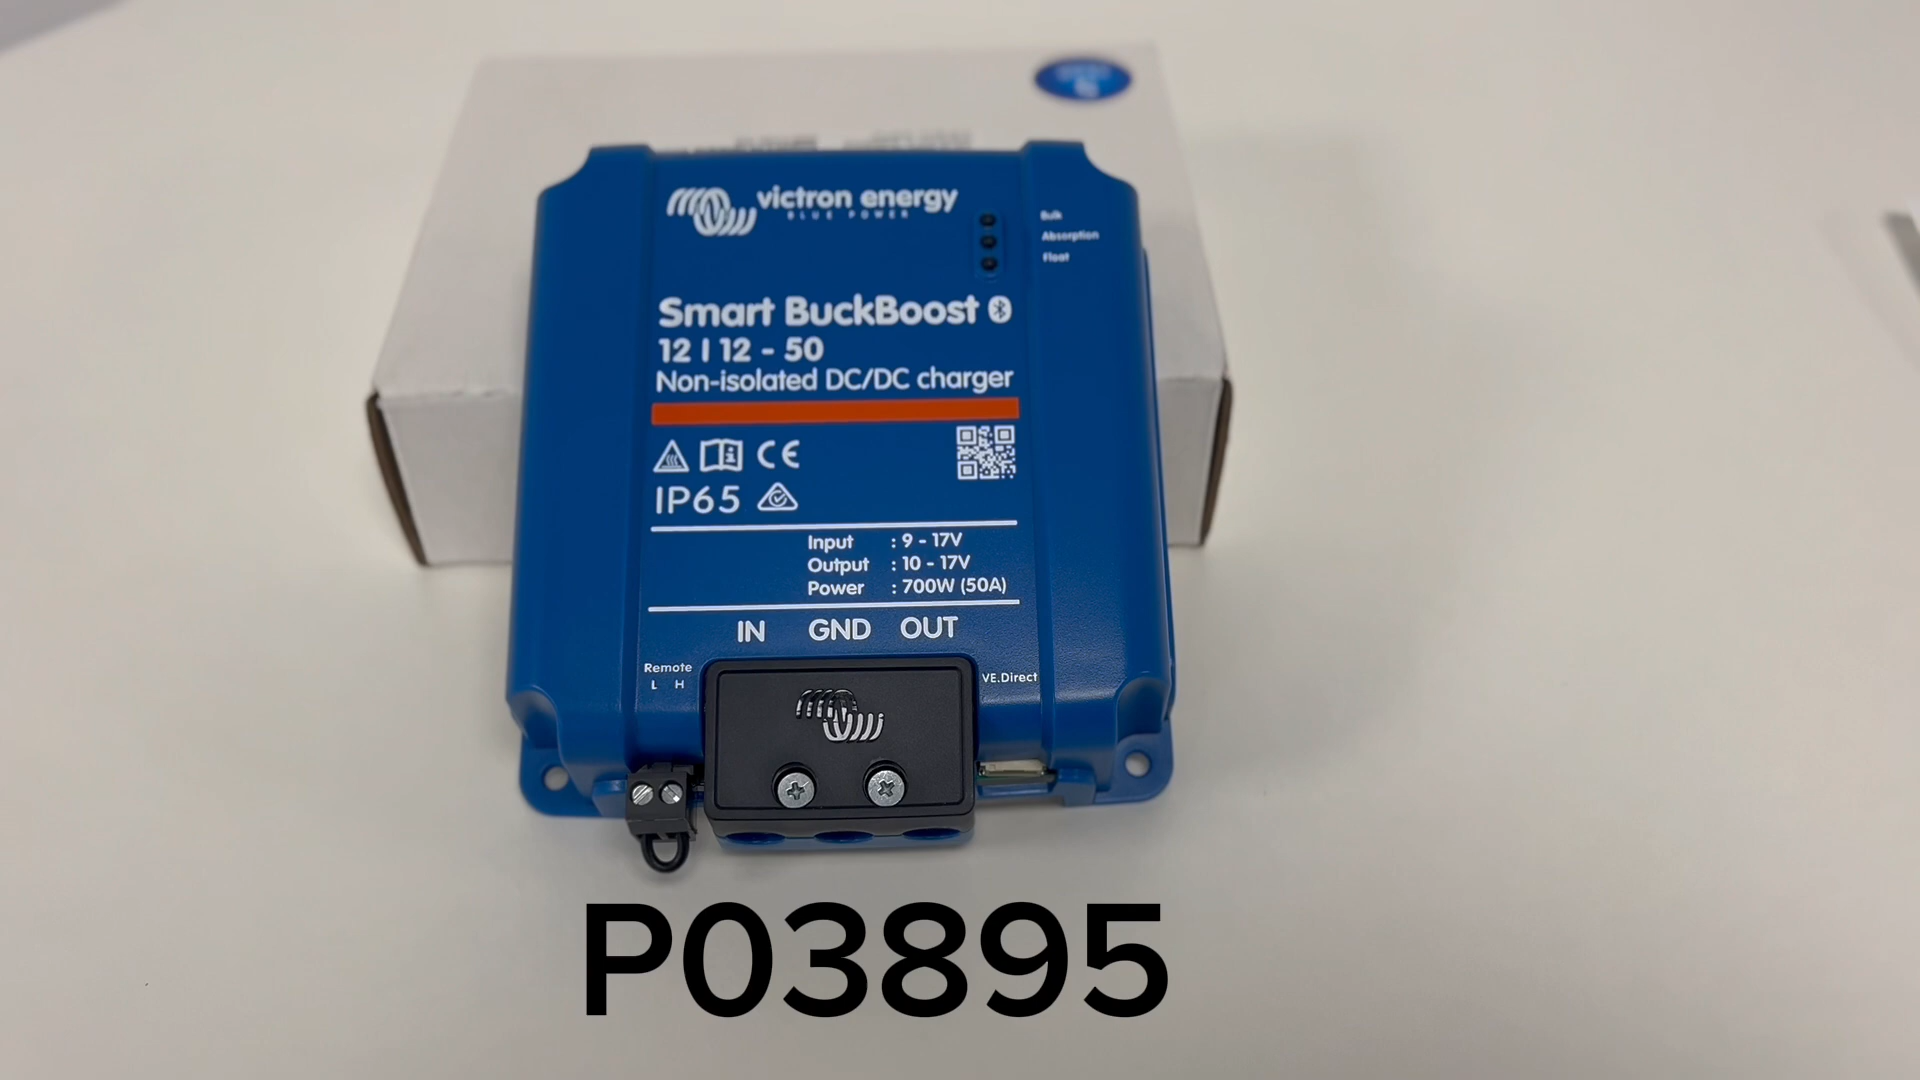 victron energy
BLUE POWER
Bulk
Absorption
Float
Smart BuckBoost
12 | 12 - 50
Non-isolated DC/DC charger
CE
IP65
Input : 9 - 17V
Output : 10 - 17V
Power : 700W (50A)
IN GND OUT
Remote
L H
VE.Direct
P03895